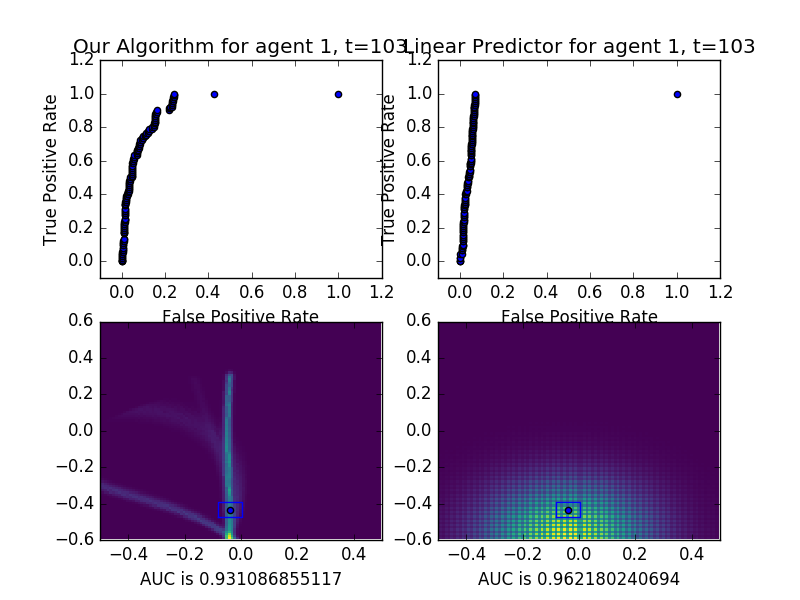 Our Algorithm for agent 1, t=103
Linear Predictor for agent 1, t=103
True Positive Rate
1.2
1.0
0.8
0.6
0.4
0.2
0.0
0.0 0.2 0.4 0.6 0.8 1.0 1.2
False Positive Rate
True Positive Rate
1.2
1.0
0.8
0.6
0.4
0.2
0.0
0.0 0.2 0.4 0.6 0.8 1.0 1.2
False Positive Rate
0.6
0.4
0.2
0.0
−0.2
−0.4
−0.6
−0.4 −0.2 0.0 0.2 0.4
AUC is 0.931086855117
0.6
0.4
0.2
0.0
−0.2
−0.4
−0.6
−0.4 −0.2 0.0 0.2 0.4
AUC is 0.962180240694